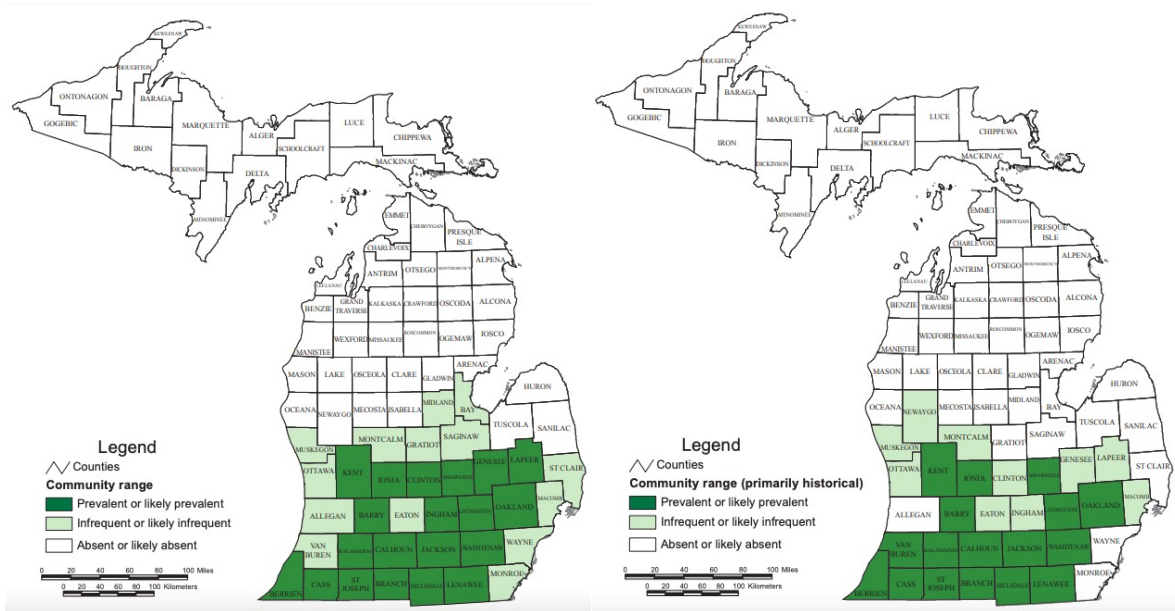 KEWEENAW
HOUGHTON
ONTONAGON
BARAGA
GOGEBIC
MARQUETTE
LUCE
ALGER
CHIPPEWA
IRON
SCHOOLCRAFT
MACKINAC
DICKINSON
DELTA
MENOMINEE
EMMET
CHEBOYGAN
PRESQUE
ISLE
CHARLEVOIX
ANTRIM
OTSEGO
MONTMORENCY
ALPENA
LEELANAU
BENZIE
GRAND
TRAVERSE
KALKASKA
CRAWFORD
OSCODA
ALCONA
MANISTEE
WEXFORD
MISSAUKEE
ROSCOMMON
OGEMAW
IOSCO
MASON
LAKE
OSCEOLA
CLARE
GLADWIN
ARENAC
HURON
OCEANA
NEWAYGO
MECOSTA
ISABELLA
MIDLAND
BAY
TUSCOLA
SANILAC
MUSKEGON
MONTCALM
GRATIOT
SAGINAW
OTTAWA
KENT
IONIA
CLINTON
SHIAWASSEE
GENESEE
LAPEER
ST CLAIR
ALLEGAN
BARRY
EATON
INGHAM
LIVINGSTON
OAKLAND
MACOMB
VAN
BUREN
KALAMAZOO
CALHOUN
JACKSON
WASHTENAW
WAYNE
BERRIEN
CASS
ST
JOSEPH
BRANCH
HILLSDALE
LENAWEE
MONROE
Legend
Counties
Community range
Prevalent or likely prevalent
Infrequent or likely infrequent
Absent or likely absent
20 0 20 40 60 80 100 Miles
20 0 20 40 60 80 100 Kilometers
KEWEENAW
HOUGHTON
ONTONAGON
BARAGA
GOGEBIC
MARQUETTE
LUCE
ALGER
CHIPPEWA
IRON
SCHOOLCRAFT
MACKINAC
DICKINSON
DELTA
MENOMINEE
EMMET
CHEBOYGAN
PRESQUE
ISLE
CHARLEVOIX
ANTRIM
OTSEGO
MONTMORENCY
ALPENA
LEELANAU
BENZIE
GRAND
TRAVERSE
KALKASKA
CRAWFORD
OSCODA
ALCONA
MANISTEE
WEXFORD
MISSAUKEE
ROSCOMMON
OGEMAW
IOSCO
MASON
LAKE
OSCEOLA
CLARE
GLADWIN
ARENAC
HURON
OCEANA
NEWAYGO
MECOSTA
ISABELLA
MIDLAND
BAY
TUSCOLA
SANILAC
MUSKEGON
MONTCALM
GRATIOT
SAGINAW
OTTAWA
KENT
IONIA
CLINTON
SHIAWASSEE
GENESEE
LAPEER
ST CLAIR
ALLEGAN
BARRY
EATON
INGHAM
LIVINGSTON
OAKLAND
MACOMB
VAN
BUREN
KALAMAZOO
CALHOUN
JACKSON
WASHTENAW
WAYNE
BERRIEN
CASS
ST
JOSEPH
BRANCH
HILLSDALE
LENAWEE
MONROE
Legend
Counties
Community range (primarily historical)
Prevalent or likely prevalent
Infrequent or likely infrequent
Absent or likely absent
20 0 20 40 60 80 100 Miles
20 0 20 40 60 80 100 Kilometers